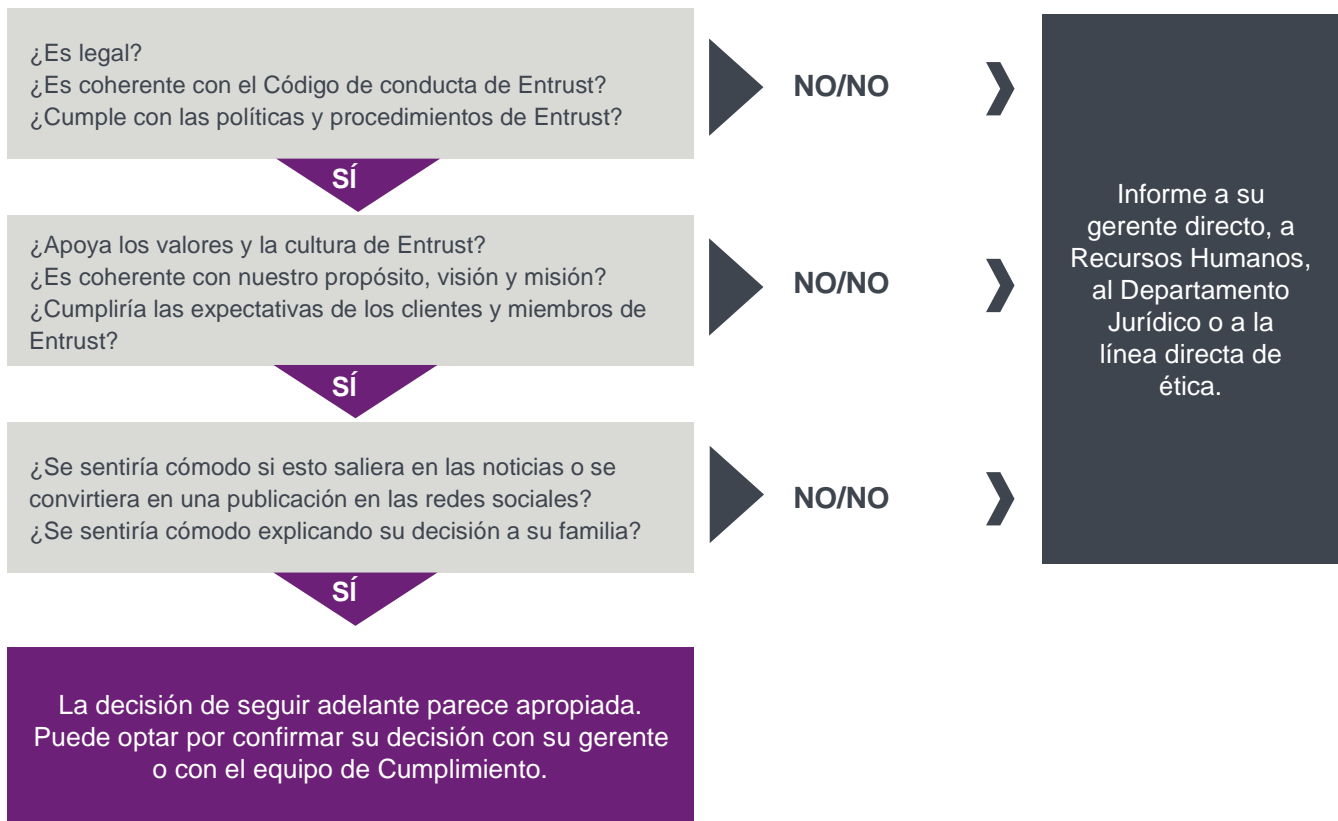 ¿Es legal?
¿Es coherente con el Código de conducta de Entrust?
¿Cumple con las políticas y procedimientos de Entrust?
NO/NO
SÍ
¿Apoya los valores y la cultura de Entrust?
¿Es coherente con nuestro propósito, visión y misión?
¿Cumpliría las expectativas de los clientes y miembros de
Entrust?
NO/NO
SÍ
¿Se sentiría cómodo si esto saliera en las noticias o se
convirtiera en una publicación en las redes sociales?
¿Se sentiría cómodo explicando su decisión a su familia?
NO/NO
SÍ
La decisión de seguir adelante parece apropiada.
Puede optar por confirmar su decisión con su gerente
o con el equipo de Cumplimiento.
Informe a su
gerente directo, a
Recursos Humanos,
al Departamento
Jurídico o a la
línea directa de
ética.